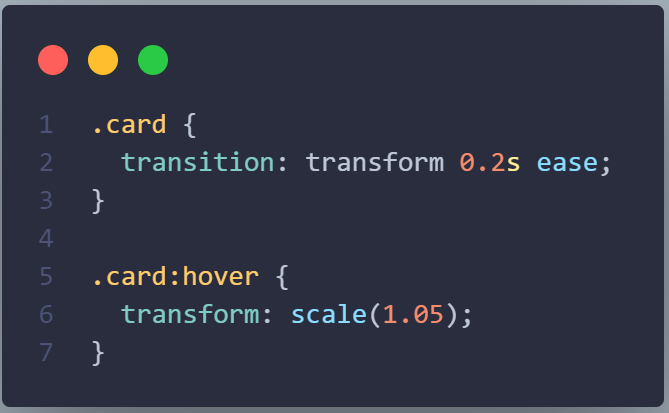 1 .card {
2   transition: transform 0.2s ease;
3 }
4
5 .card:hover {
6   transform: scale(1.05);
7 }